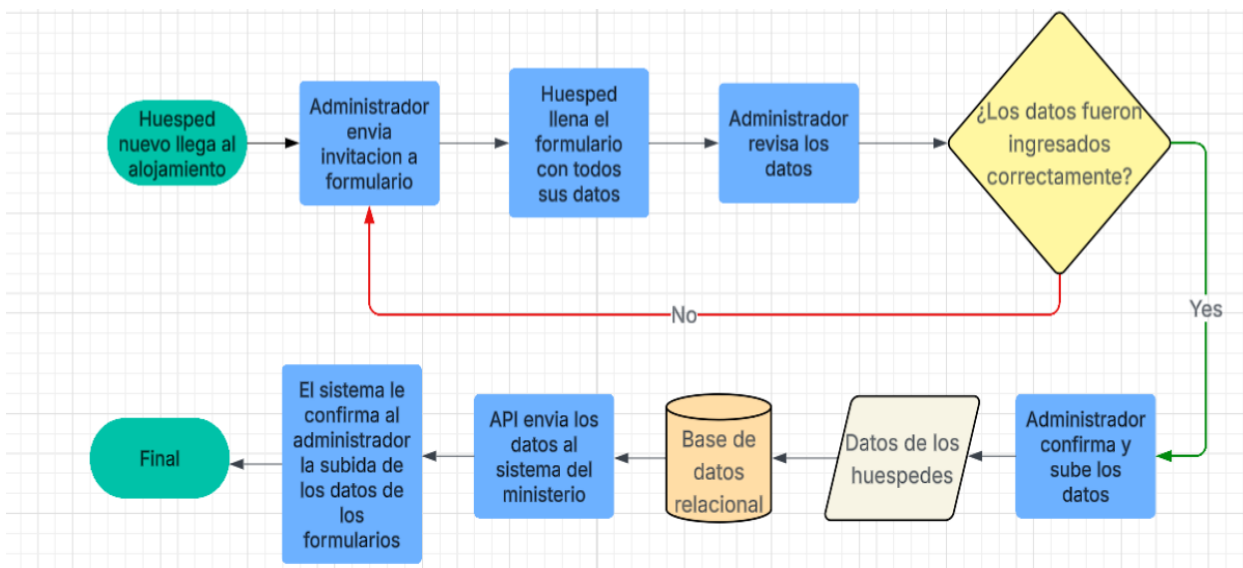 Huesped
nuevo llega al
alojamiento
Administrador
envia
invitacion a
formulario
Huesped
llena el
formulario
con todos
sus datos
Administrador
revisa los
datos
¿Los datos fueron
ingresados
correctamente?
No
Yes
Administrador
confirma y
sube los
datos
Datos de los
huespedes
Base de
datos
relacional
API envia los
datos al
sistema del
ministerio
El sistema le
confirma al
administrador
la subida de
los datos de
los
formularios
Final